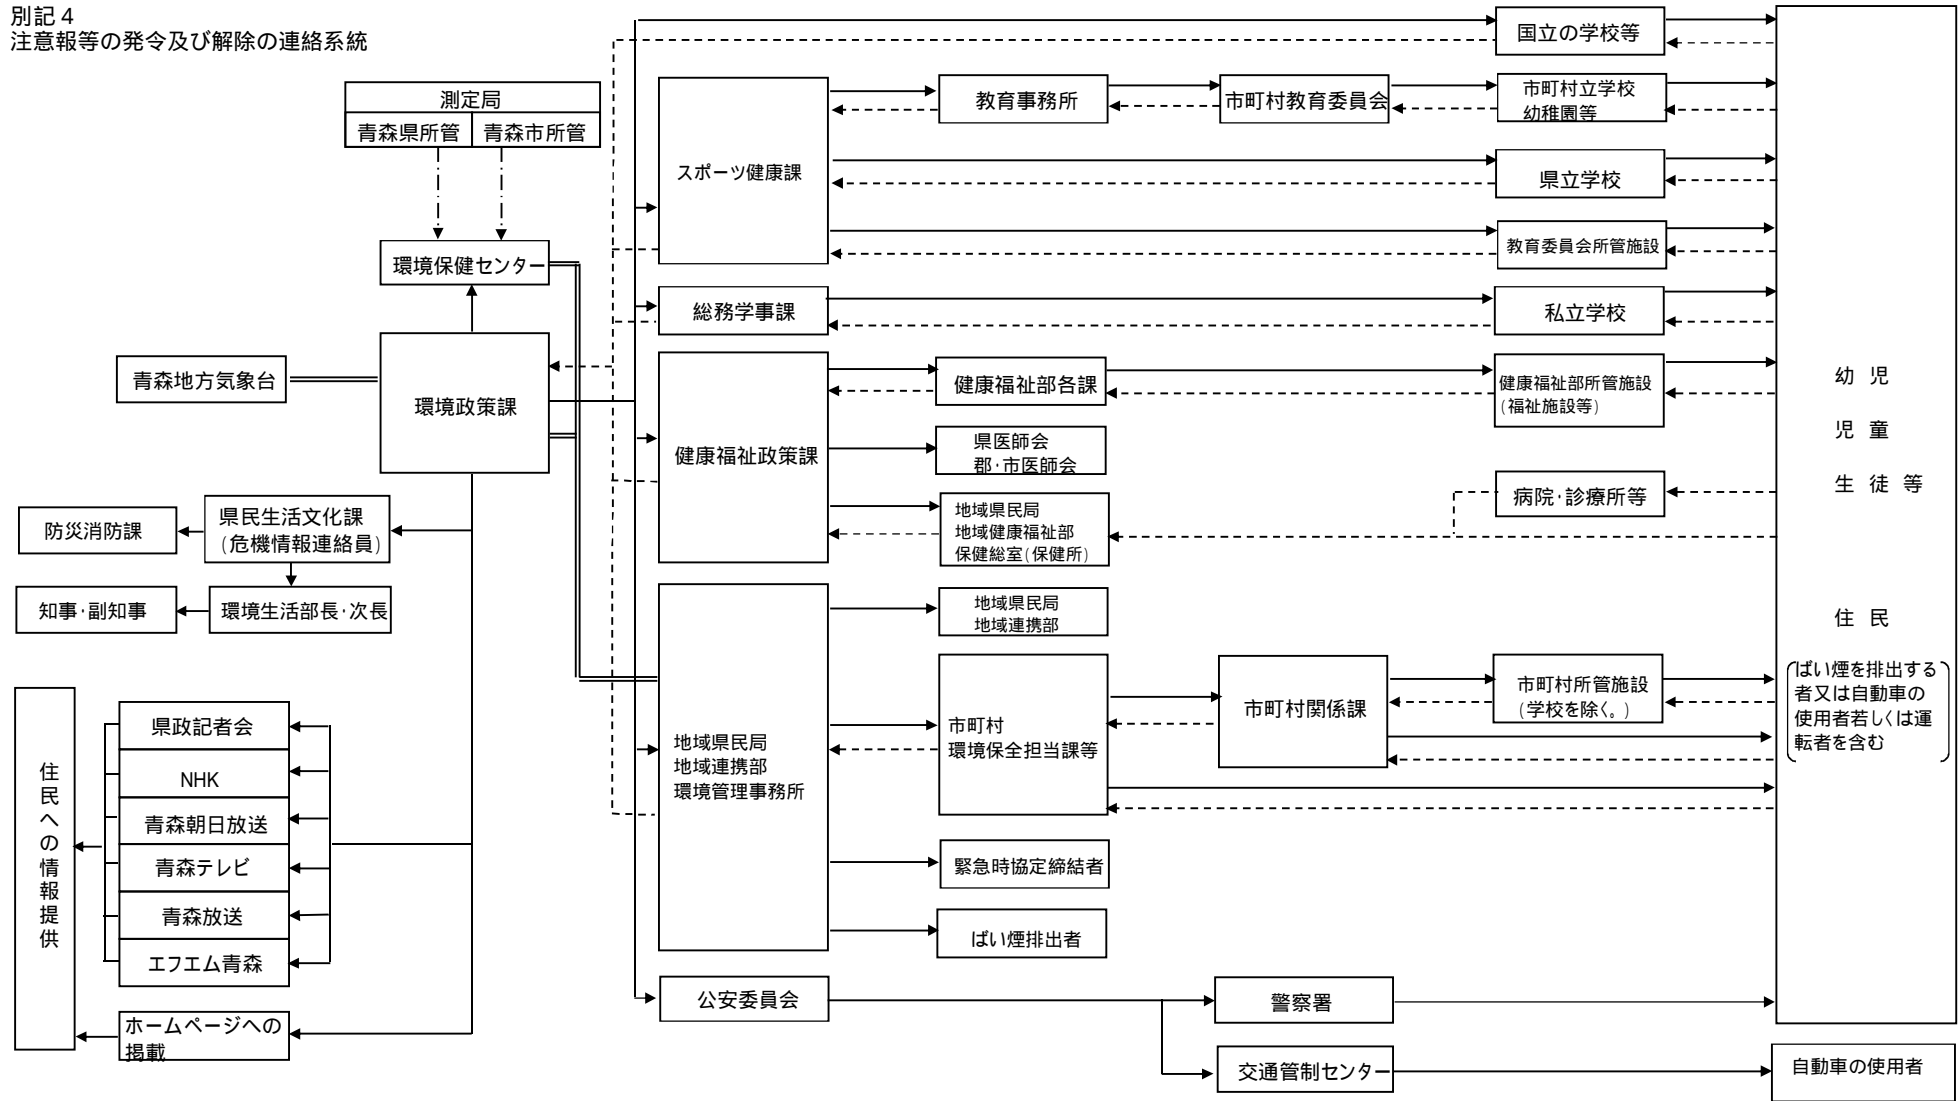 別記４
注意報等の発令及び解除の連絡系統
測定局
青森県所管
青森市所管
環境保健センター
青森地方気象台
環境政策課
防災消防課
県民生活文化課
(危機情報連絡員)
知事･副知事
環境生活部長･次長
住民への情報提供
県政記者会
NHK
青森朝日放送
青森テレビ
青森放送
エフエム青森
ホームページへの
掲載
スポーツ健康課
総務学事課
健康福祉政策課
地域県民局
地域連携部
環境管理事務所
公安委員会
教育事務所
市町村教育委員会
健康福祉部各課
県医師会
郡･市医師会
地域県民局
地域健康福祉部
保健総室(保健所)
地域県民局
地域連携部
市町村
環境保全担当課等
市町村関係課
緊急時協定締結者
ばい煙排出者
警察署
交通管制センター
国立の学校等
市町村立学校
幼稚園等
県立学校
教育委員会所管施設
私立学校
健康福祉部所管施設
(福祉施設等)
病院･診療所等
市町村所管施設
(学校を除く。)
幼 児
児 童
生 徒 等
住 民
ばい煙を排出する
者又は自動車の
使用者若しくは運
転者を含む
自動車の使用者